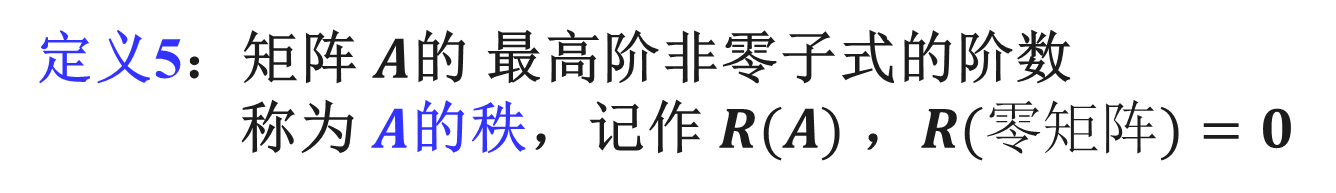 定义5：矩阵 A的 最高阶非零子式的阶数
称为 A的秩，记作 R(A) ，R(零矩阵) = 0